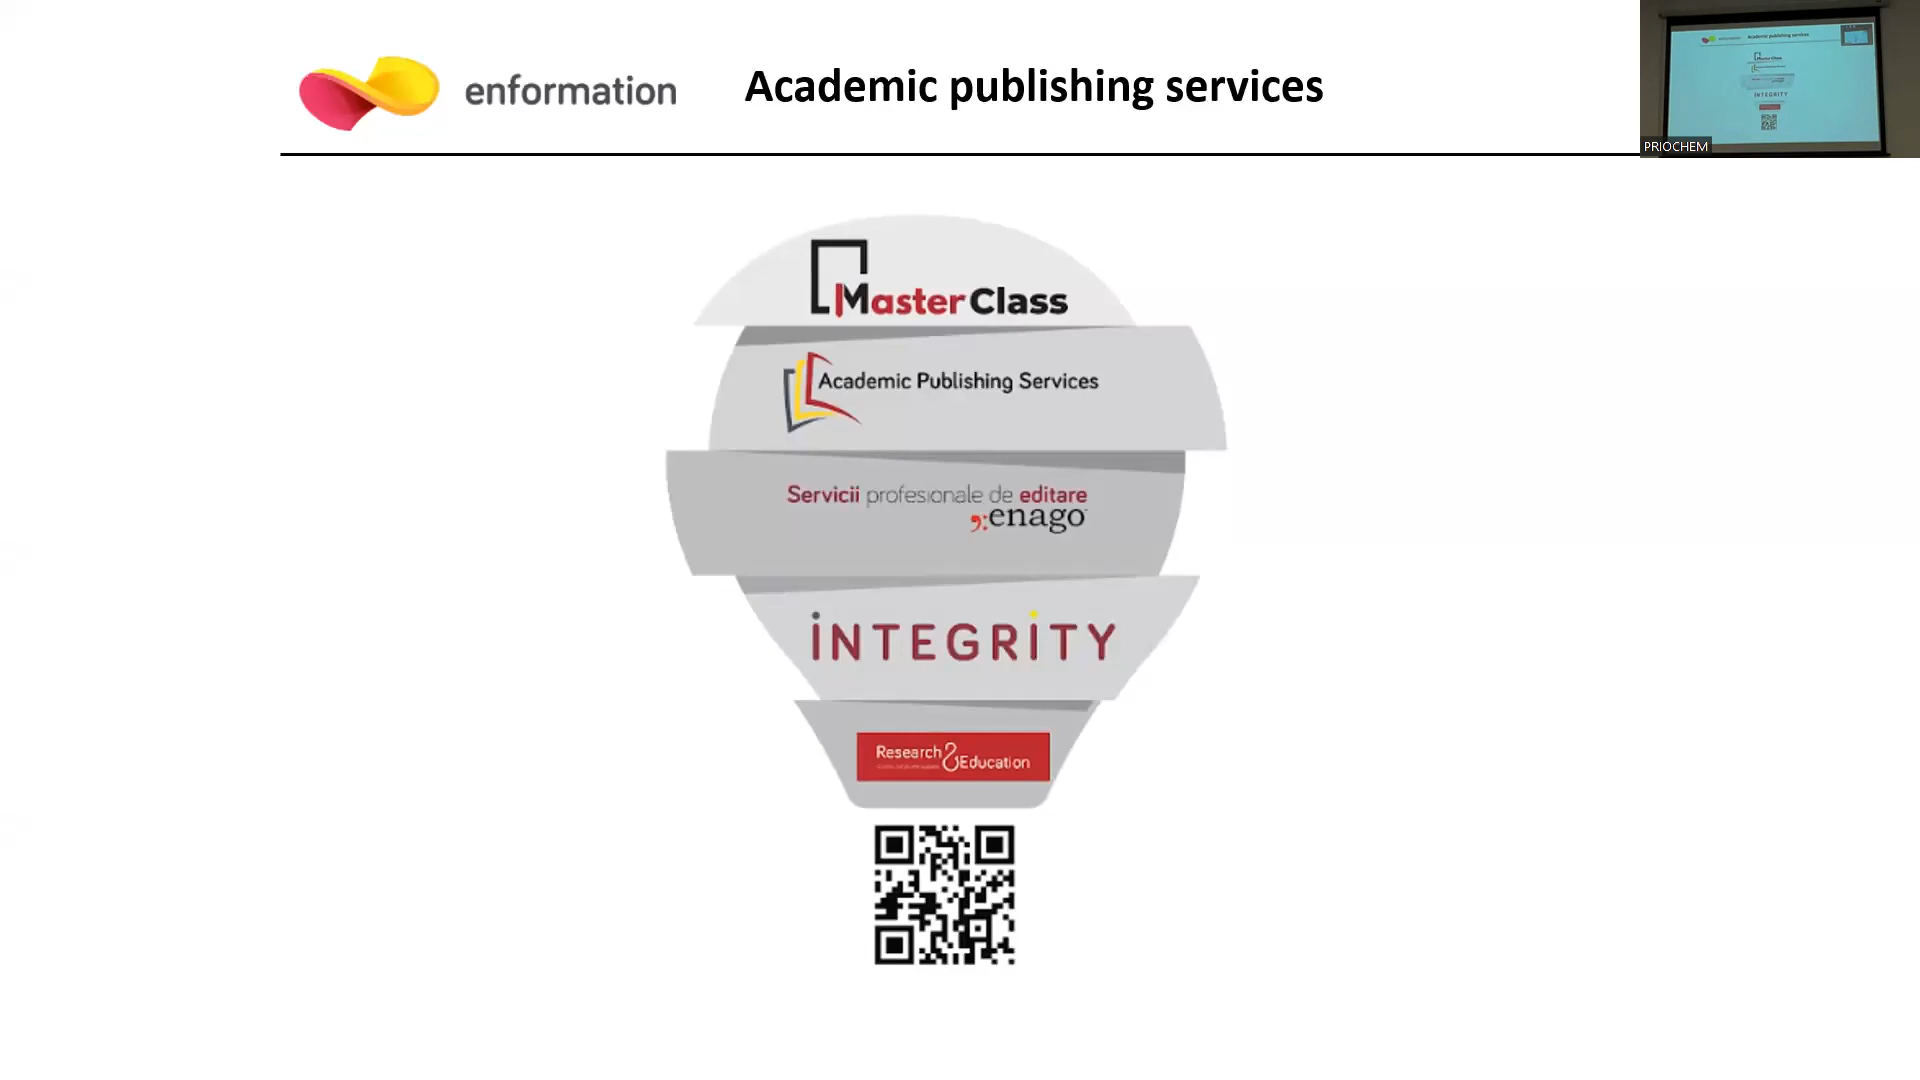 enformation
Academic publishing services
PRIOCHEM
MasterClass
Academic Publishing Services
Servicii profesionale de editare
enago
iNTEGRiTY
Research & Education